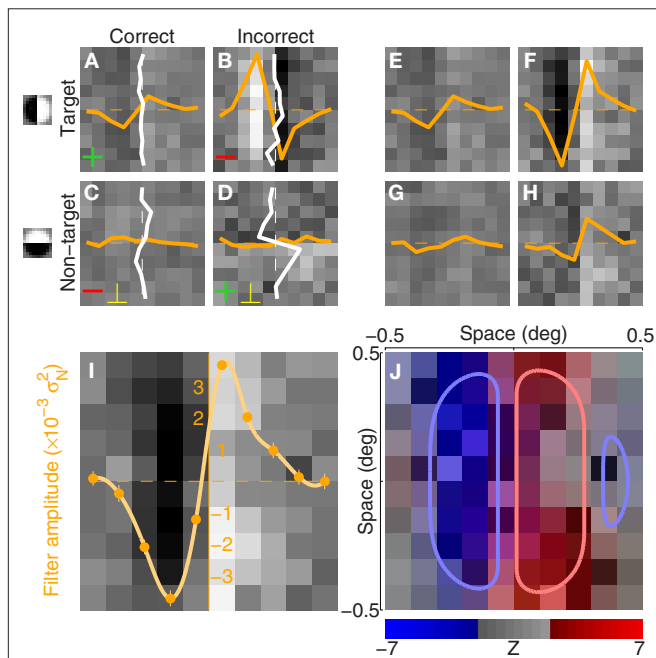 Correct Incorrect
Target
A
B
E
F
+
−
Non-target
C
D
G
H
− ⊥
+ ⊥
−0.5 Space (deg) 0.5
I
J
0.5
Filter amplitude (×10⁻³ σ²N)
3
2
1
−1
−2
−3
Space (deg)
−0.5
−7 Z 7